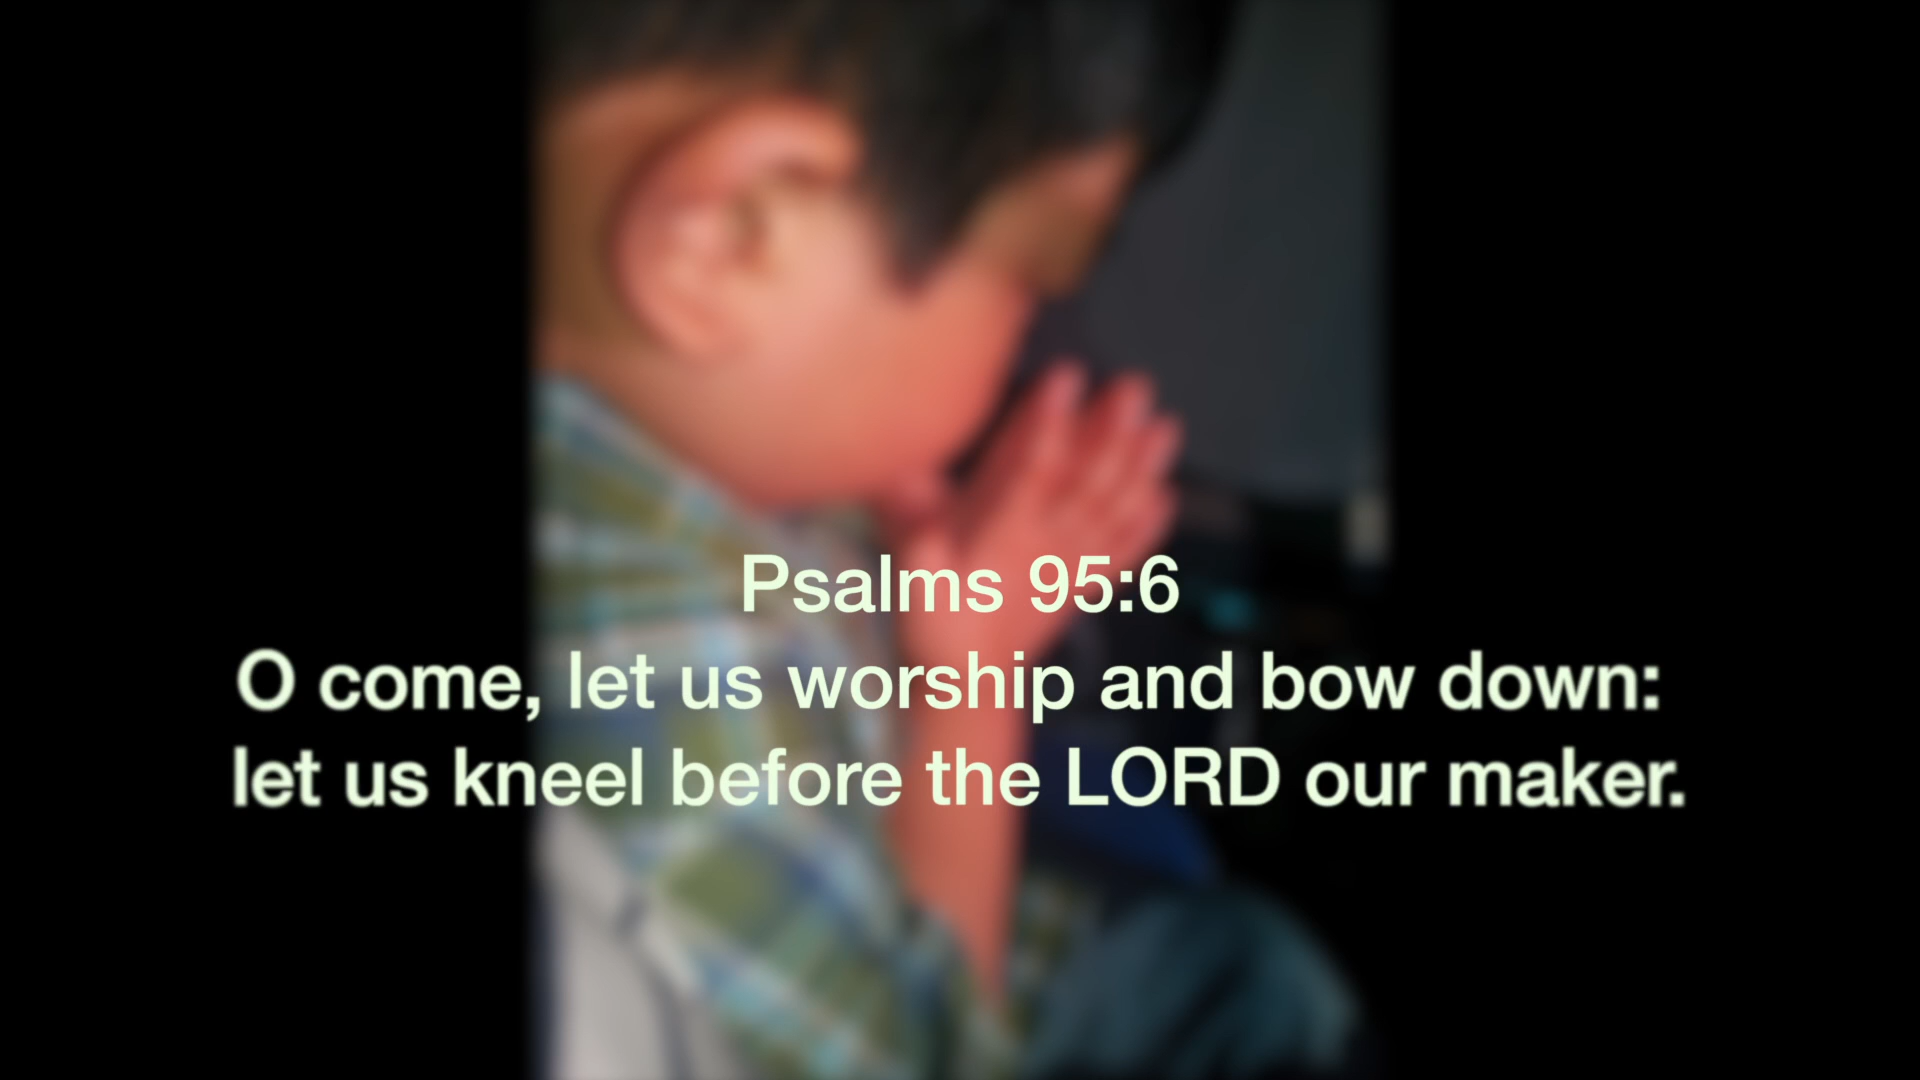 Psalms 95:6
O come, let us worship and bow down:
let us kneel before the LORD our maker.